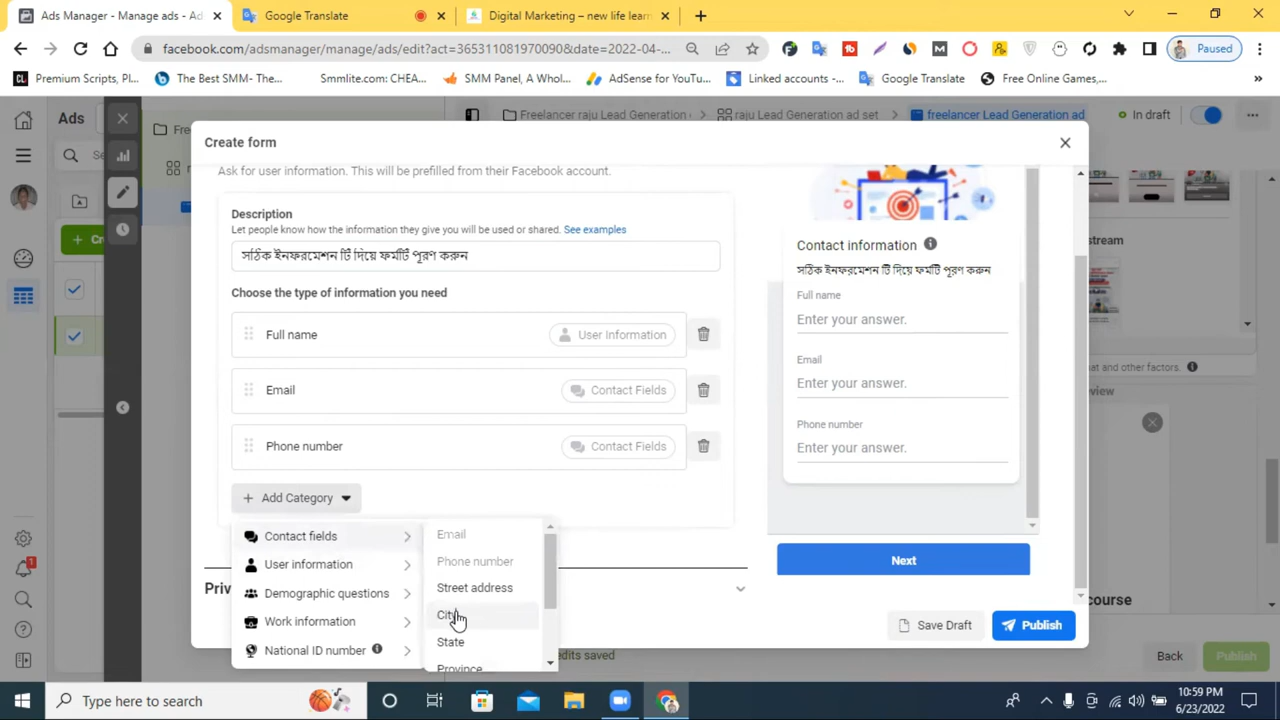 Ads Manager - Manage ads - Ad
Google Translate
Digital Marketing – new life learn
facebook.com/adsmanager/manage/ads/edit?act=365311081970090&date=2022-04-...
Paused
Premium Scripts, Pl...
The Best SMM- The...
Smmlite.com: CHEA...
SMM Panel, A Whol...
AdSense for YouTu...
Linked accounts -...
Google Translate
Free Online Games,...
»
Ads
Freelancer raju Lead Generation
raju Lead Generation ad set
freelancer Lead Generation ad
In draft
Create form
Ask for user information. This will be prefilled from their Facebook account.
Description
Let people know how the information they give you will be used or shared. See examples
সঠিক ইনফরমেশন টি দিয়ে ফর্মটি পূরণ করুন
Choose the type of information you need
Full name
User Information
Email
Contact Fields
Phone number
Contact Fields
+ Add Category
Contact fields
User information
Demographic questions
Work information
National ID number
Email
Phone number
Street address
City
State
Province
Contact information
সঠিক ইনফরমেশন টি দিয়ে ফর্মটি পূরণ করুন
Full name
Enter your answer.
Email
Enter your answer.
Phone number
Enter your answer.
Next
Save Draft
Publish
stream
at and other factors.
eview
course
edits saved
Back
Publish
1
Type here to search
10:59 PM
6/23/2022